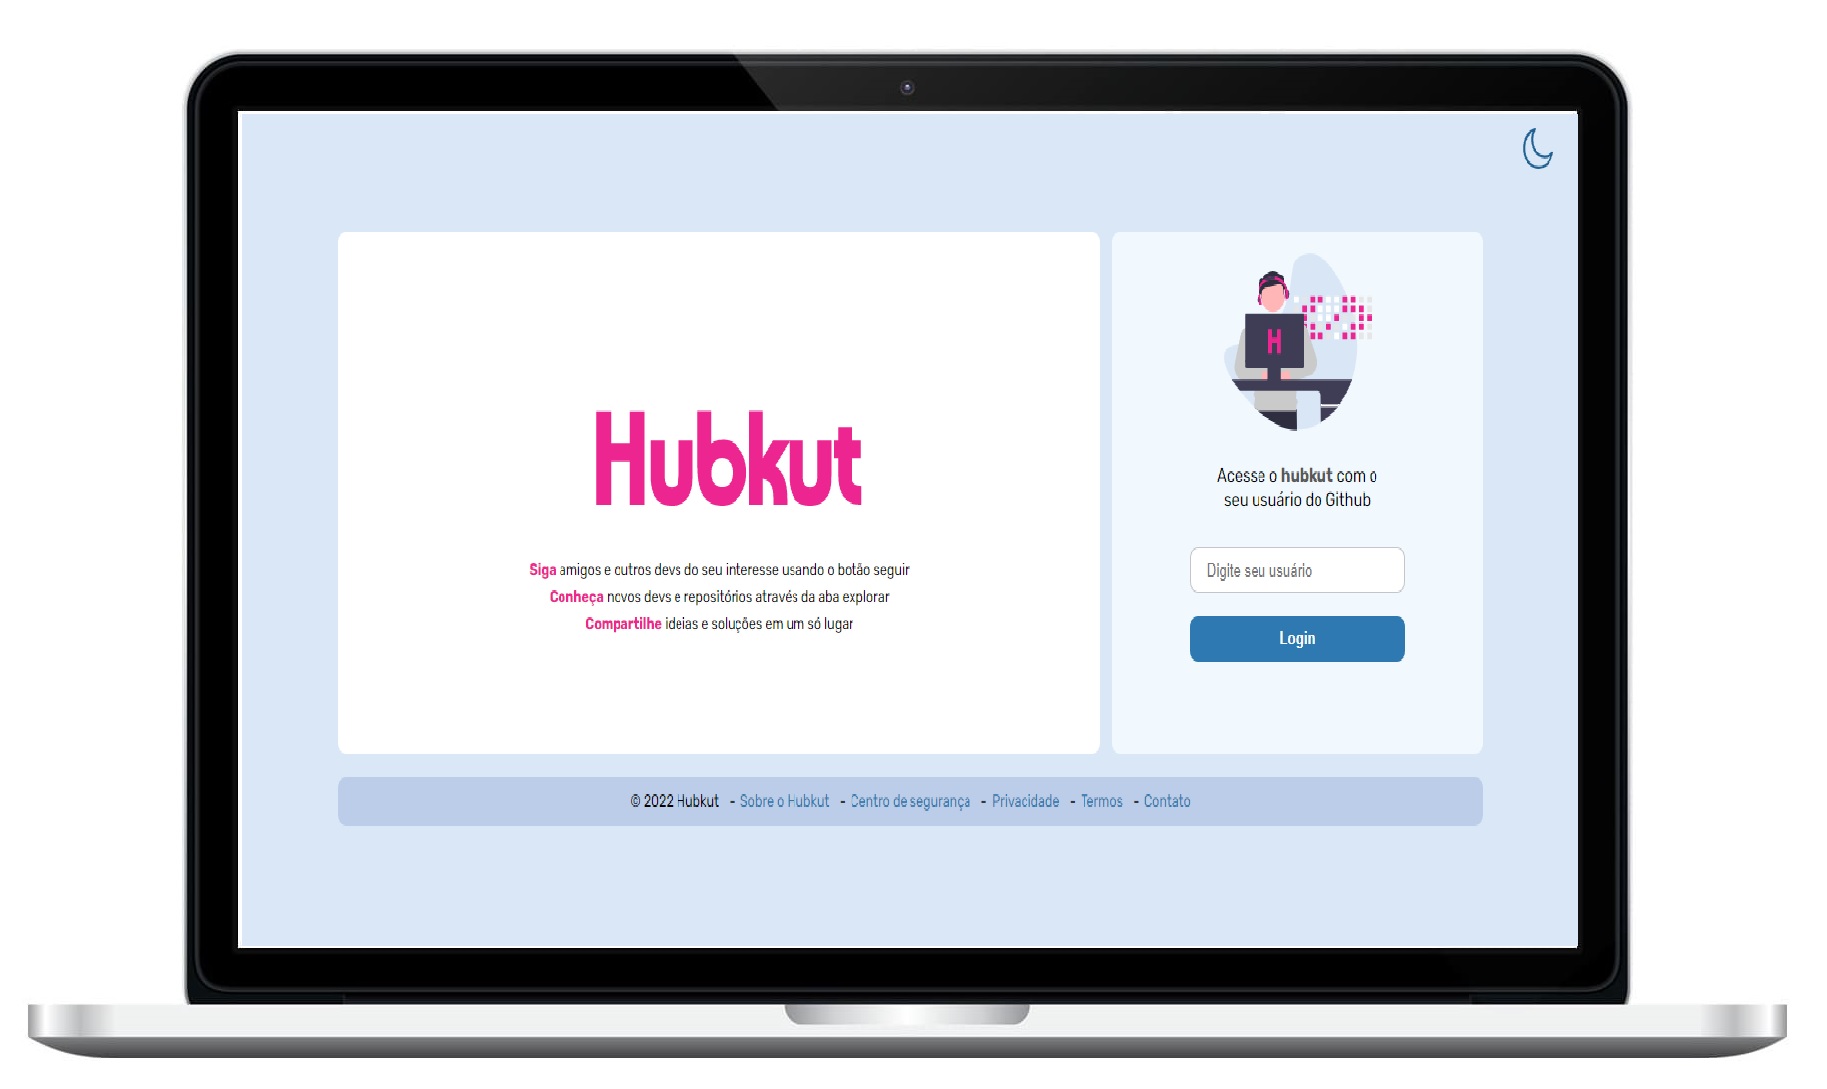 H
Hubkut
Siga amigos e outros devs do seu interesse usando o botão seguir
Conheça novos devs e repositórios através da aba explorar
Compartilhe ideias e soluções em um só lugar
Acesse o hubkut com o
seu usuário do Github
Digite seu usuário
Login
© 2022 Hubkut - Sobre o Hubkut - Centro de segurança - Privacidade - Termos - Contato